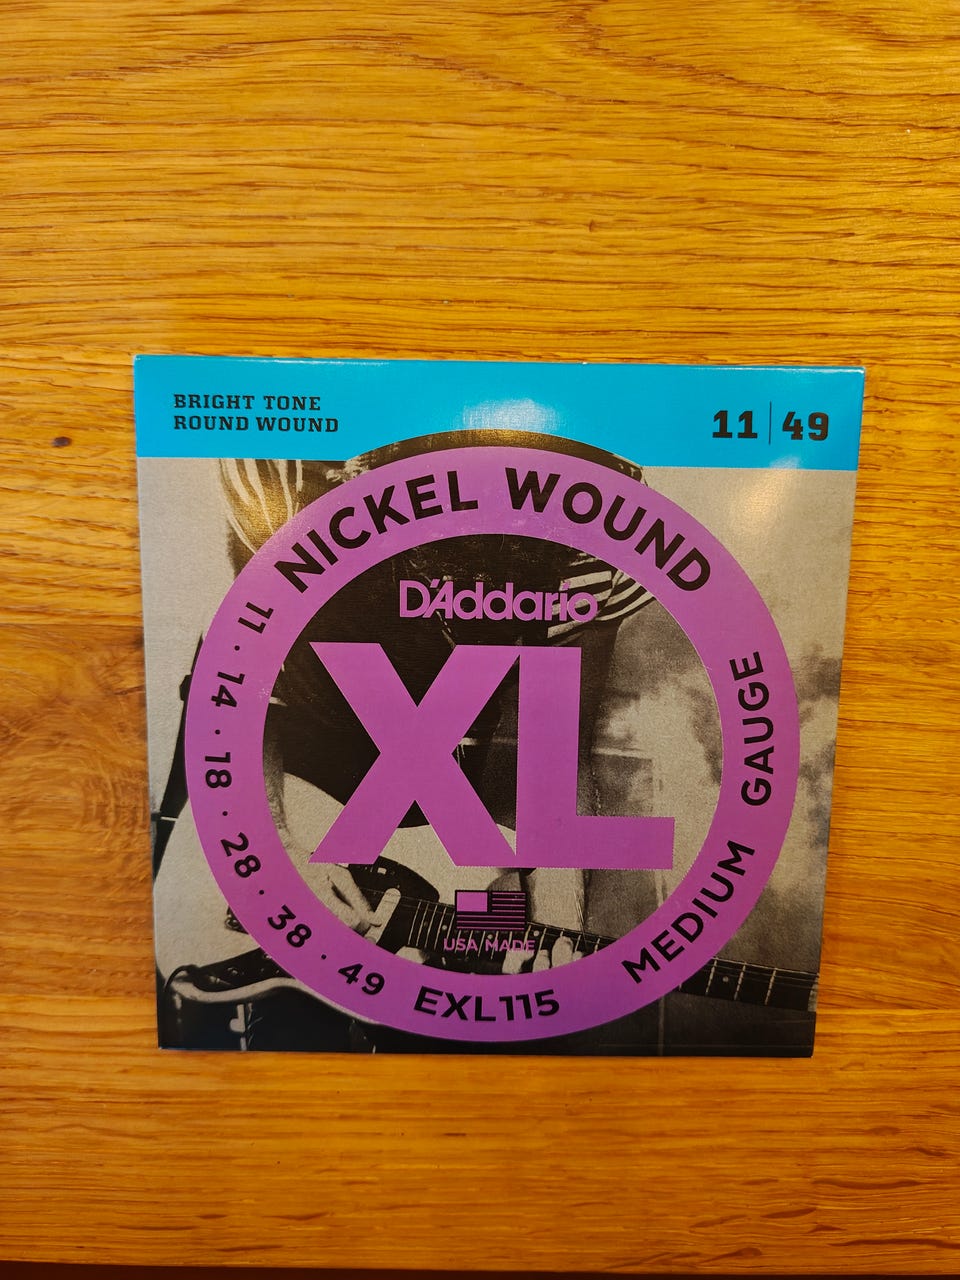 BRIGHT TONE
ROUND WOUND
11 | 49
NICKEL WOUND
D'Addario
XL
USA MADE
11 · 14 · 18 · 28 · 38 · 49
EXL115
MEDIUM GAUGE